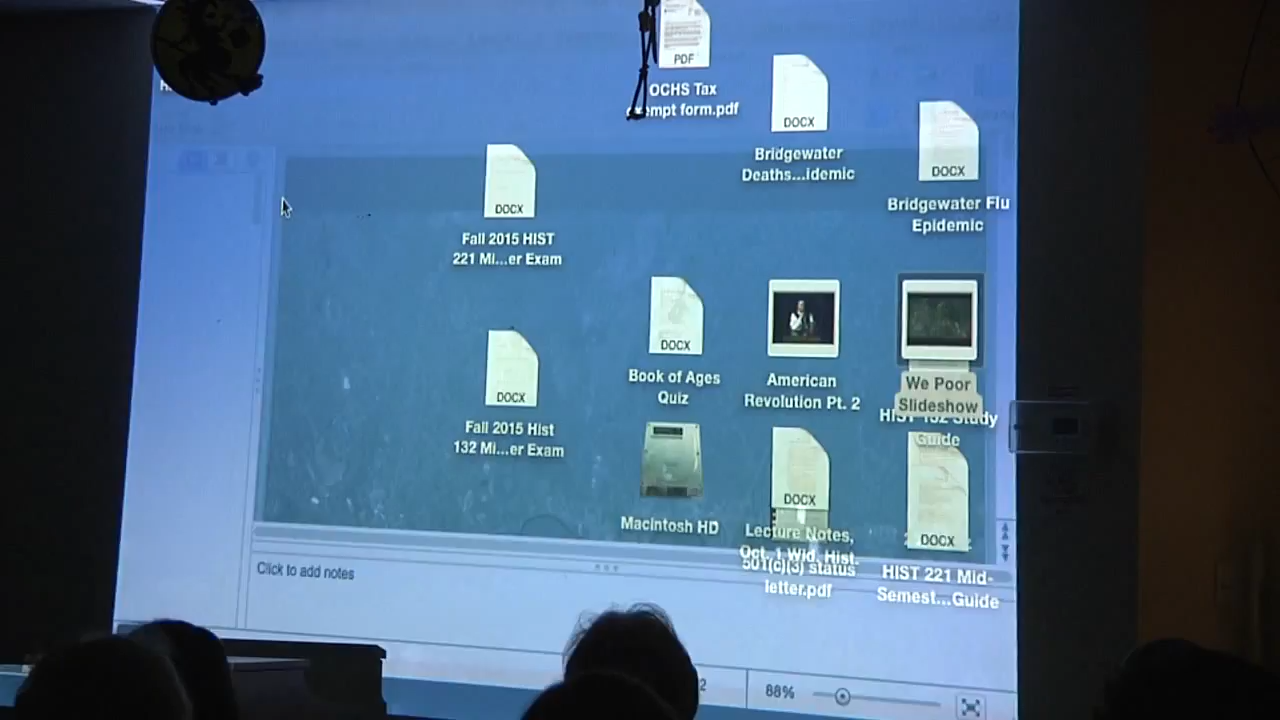 PDF
OCHS Tax
empt form.pdf
DOCX
Bridgewater
Deaths...idemic
DOCX
Bridgewater Flu
Epidemic
DOCX
Fall 2015 HIST
221 Mi...er Exam
DOCX
Book of Ages
Quiz
American
Revolution Pt. 2
We Poor
Slideshow
HIST 132 Study
Guide
DOCX
Fall 2015 Hist
132 Mi...er Exam
Macintosh HD
DOCX
Lecture Notes,
Oct. 1 Wld. Hist.
501(c)(3) status
letter.pdf
DOCX
HIST 221 Mid-
Semest...Guide
Click to add notes
88%